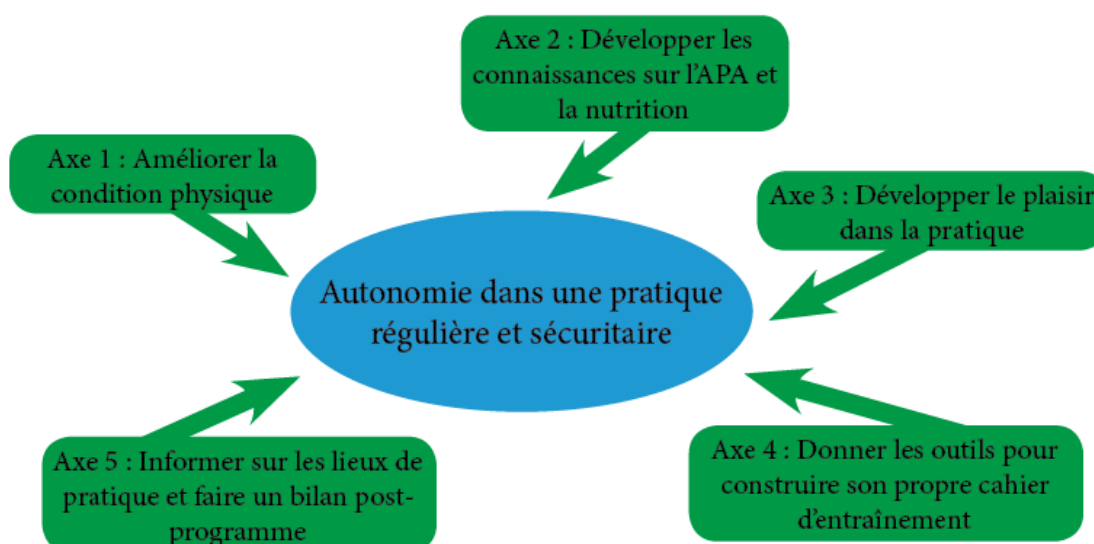 Axe 2 : Développer les
connaissances sur l'APA et
la nutrition
Axe 1 : Améliorer la
condition physique
Axe 3 : Développer le plaisir
dans la pratique
Autonomie dans une pratique
régulière et sécuritaire
Axe 5 : Informer sur les lieux de
pratique et faire un bilan post-
programme
Axe 4 : Donner les outils pour
construire son propre cahier
d'entraînement